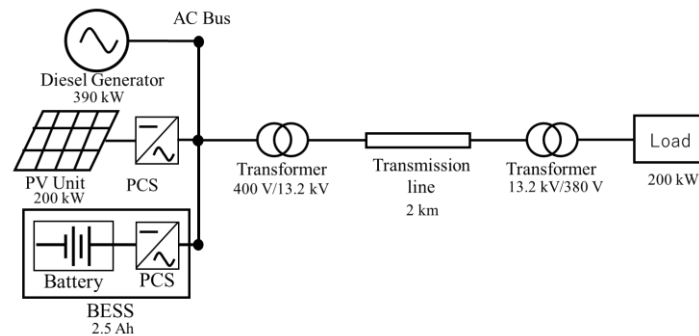 AC Bus
Diesel Generator
390 kW
PV Unit
200 kW
PCS
Battery
PCS
BESS
2.5 Ah
Transformer
400 V/13.2 kV
Transmission
line
2 km
Transformer
13.2 kV/380 V
Load
200 kW